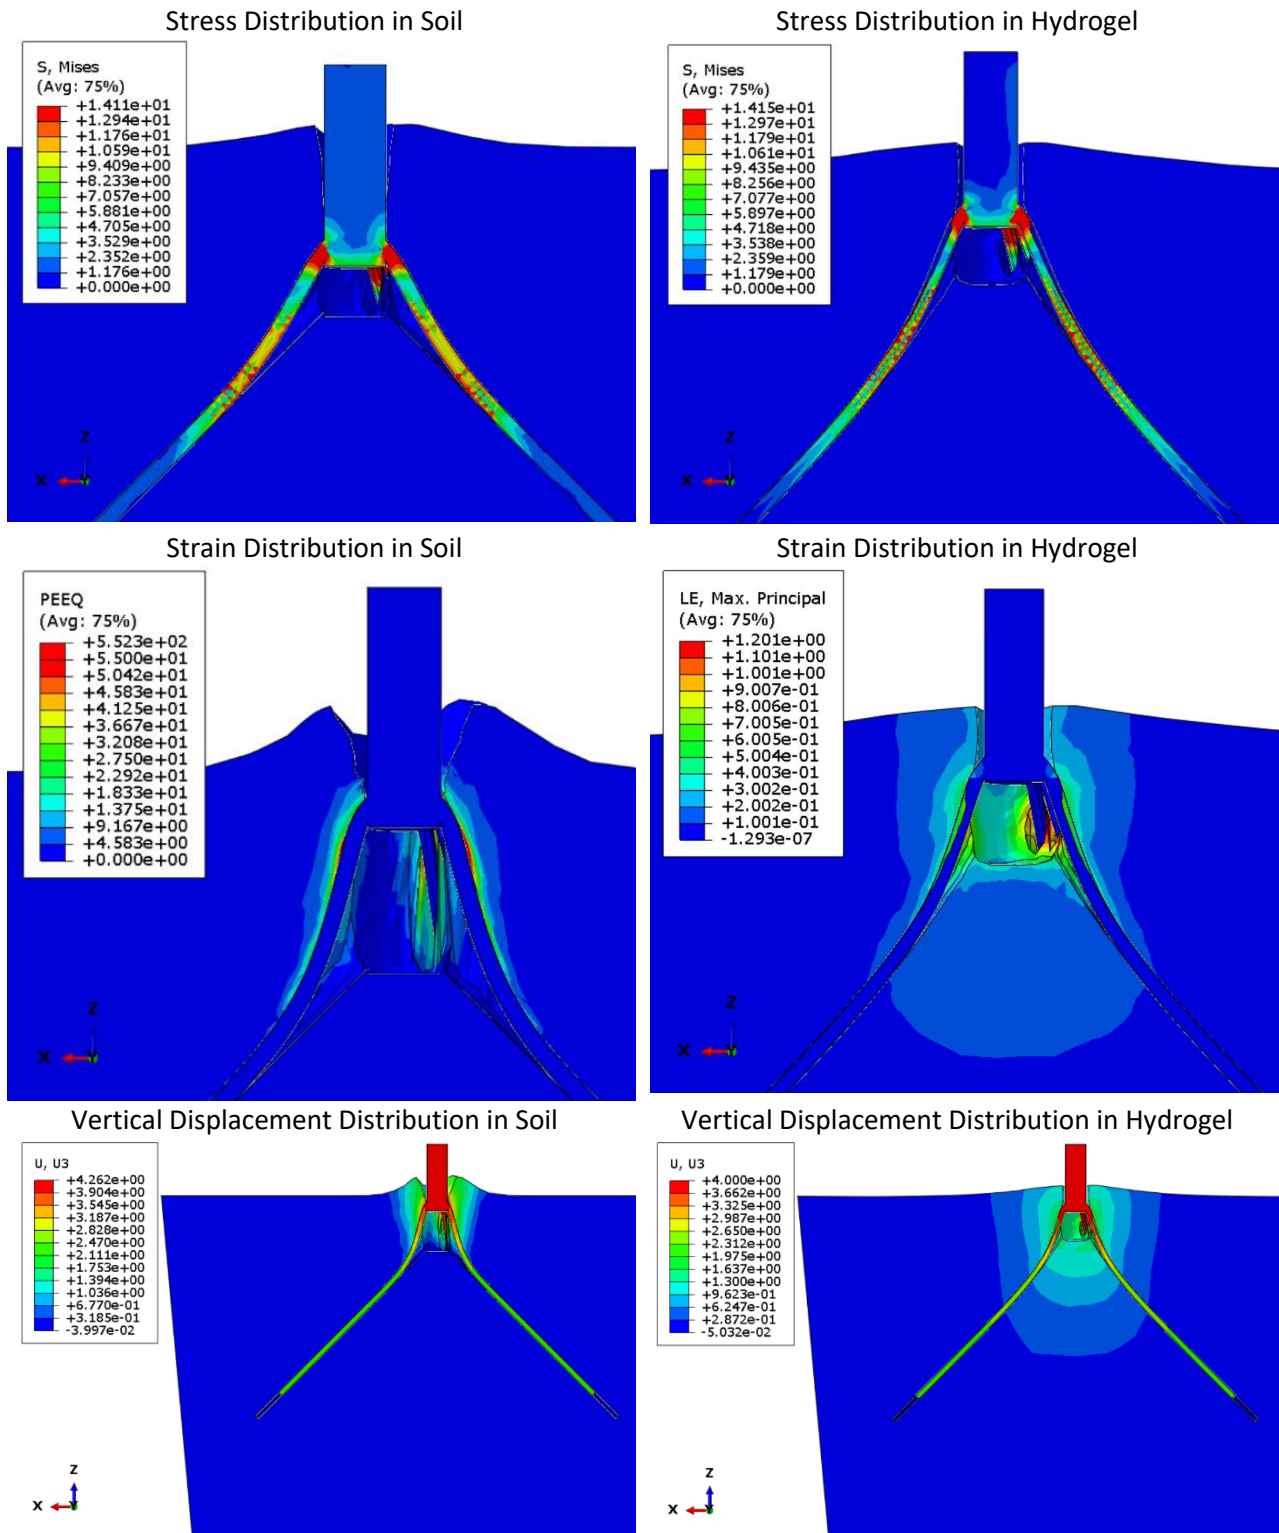 Stress Distribution in Soil
Stress Distribution in Hydrogel
S, Mises
(Avg: 75%)
+1.411e+01
+1.294e+01
+1.176e+01
+1.059e+01
+9.409e+00
+8.233e+00
+7.057e+00
+5.881e+00
+4.705e+00
+3.529e+00
+2.352e+00
+1.176e+00
+0.000e+00
Z
X
Y
S, Mises
(Avg: 75%)
+1.415e+01
+1.297e+01
+1.179e+01
+1.061e+01
+9.435e+00
+8.256e+00
+7.077e+00
+5.897e+00
+4.718e+00
+3.538e+00
+2.359e+00
+1.179e+00
+0.000e+00
Z
X
Y
Strain Distribution in Soil
Strain Distribution in Hydrogel
PEEQ
(Avg: 75%)
+5.523e+02
+5.500e+01
+5.042e+01
+4.583e+01
+4.125e+01
+3.667e+01
+3.208e+01
+2.750e+01
+2.292e+01
+1.833e+01
+1.375e+01
+9.167e+00
+4.583e+00
+0.000e+00
Z
X
Y
LE, Max. Principal
(Avg: 75%)
+1.201e+00
+1.101e+00
+1.001e+00
+9.007e-01
+8.006e-01
+7.005e-01
+6.005e-01
+5.004e-01
+4.003e-01
+3.002e-01
+2.002e-01
+1.001e-01
-1.293e-07
Z
X
Y
Vertical Displacement Distribution in Soil
Vertical Displacement Distribution in Hydrogel
U, U3
+4.262e+00
+3.904e+00
+3.545e+00
+3.187e+00
+2.828e+00
+2.470e+00
+2.111e+00
+1.753e+00
+1.394e+00
+1.036e+00
+6.770e-01
+3.185e-01
-3.997e-02
Z
X
Y
U, U3
+4.000e+00
+3.662e+00
+3.325e+00
+2.987e+00
+2.650e+00
+2.312e+00
+1.975e+00
+1.637e+00
+1.300e+00
+9.623e-01
+6.247e-01
+2.872e-01
-5.032e-02
Z
X
Y